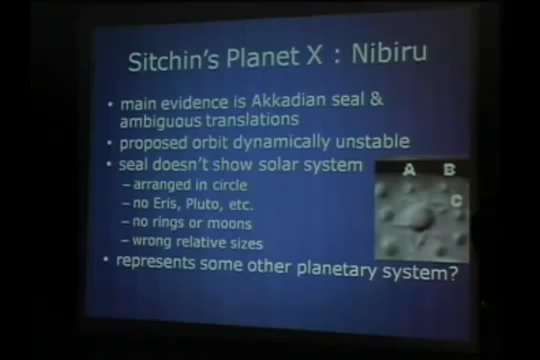 Sitchin's Planet X : Nibiru
• main evidence is Akkadian seal &
ambiguous translations
• proposed orbit dynamically unstable
• seal doesn't show solar system
– arranged in circle
– no Eris, Pluto, etc.
– no rings or moons
– wrong relative sizes
• represents some other planetary system?
A B
C